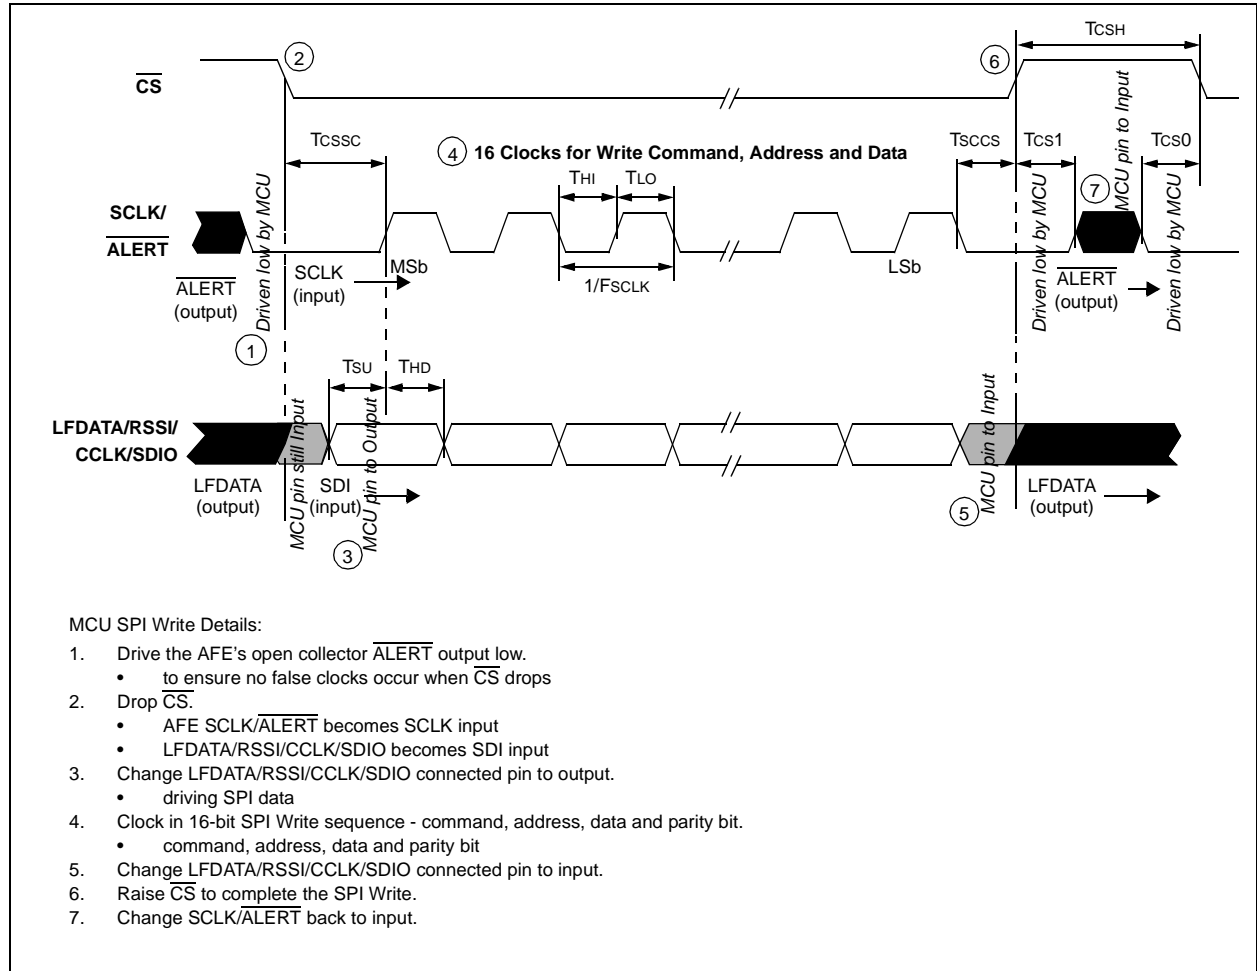 TCSH
2
6
CS
TCSSC
4 16 Clocks for Write Command, Address and Data
TSCCS
TCS1
MCU pin to Input
TCS0
THI
TLO
7
SCLK/
ALERT
Driven low by MCU
SCLK
(input)
MSb
1/FSCLK
LSb
Driven low by MCU
ALERT
(output)
Driven low by MCU
ALERT
(output)
1
TSU
THD
LFDATA/RSSI/
CCLK/SDIO
MCU pin still Input
MCU pin to Output
MCU pin to Input
LFDATA
(output)
SDI
(input)
LFDATA
(output)
3
5
MCU SPI Write Details:
1. Drive the AFE's open collector ALERT output low.
• to ensure no false clocks occur when CS drops
2. Drop CS.
• AFE SCLK/ALERT becomes SCLK input
• LFDATA/RSSI/CCLK/SDIO becomes SDI input
3. Change LFDATA/RSSI/CCLK/SDIO connected pin to output.
• driving SPI data
4. Clock in 16-bit SPI Write sequence - command, address, data and parity bit.
• command, address, data and parity bit
5. Change LFDATA/RSSI/CCLK/SDIO connected pin to input.
6. Raise CS to complete the SPI Write.
7. Change SCLK/ALERT back to input.